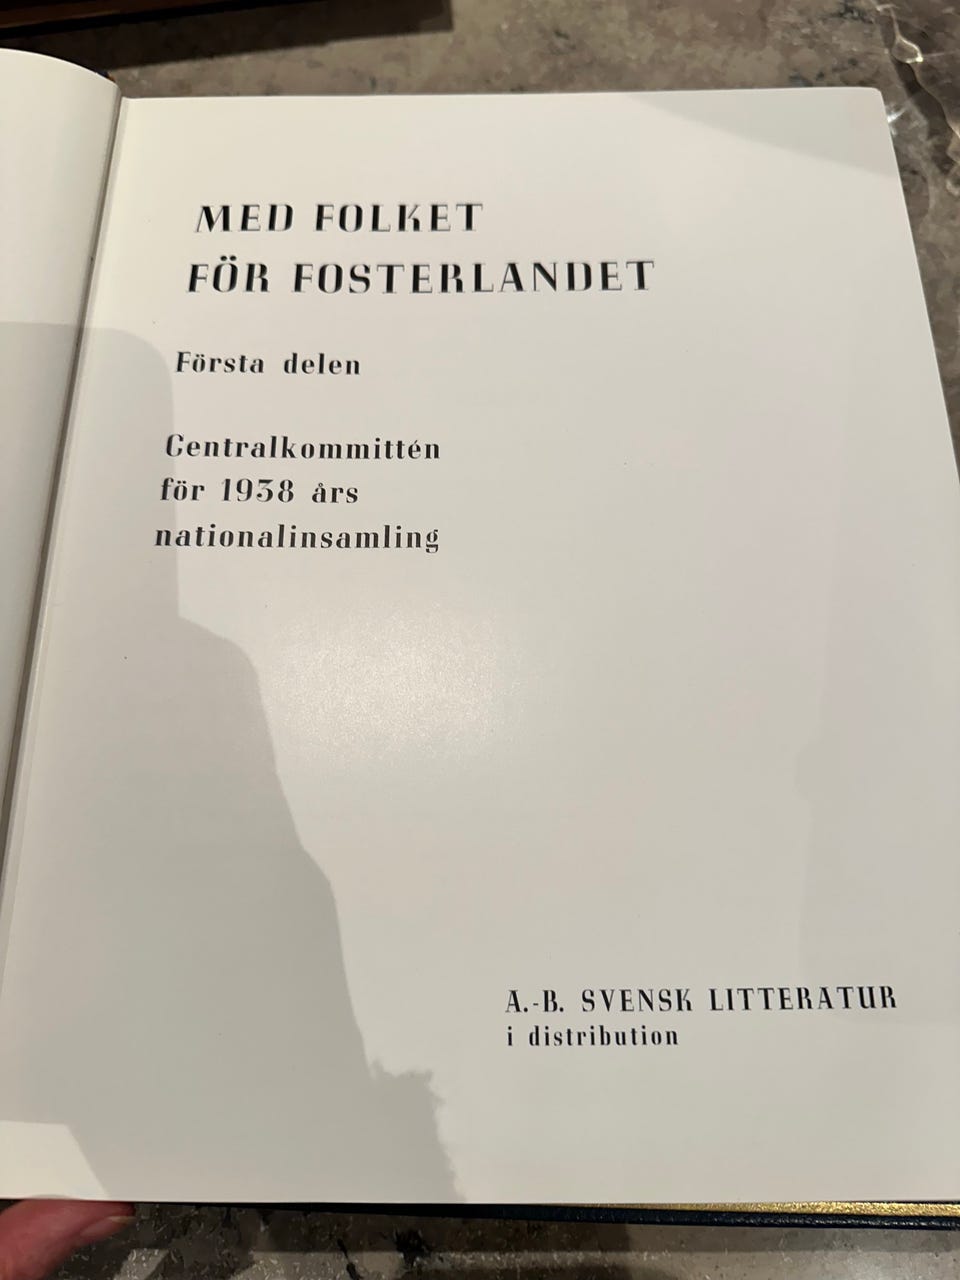 MED FOLKET
FÖR FOSTERLANDET
Första delen
Centralkommittén
för 1938 års
nationalinsamling
A.-B. SVENSK LITTERATUR
i distribution